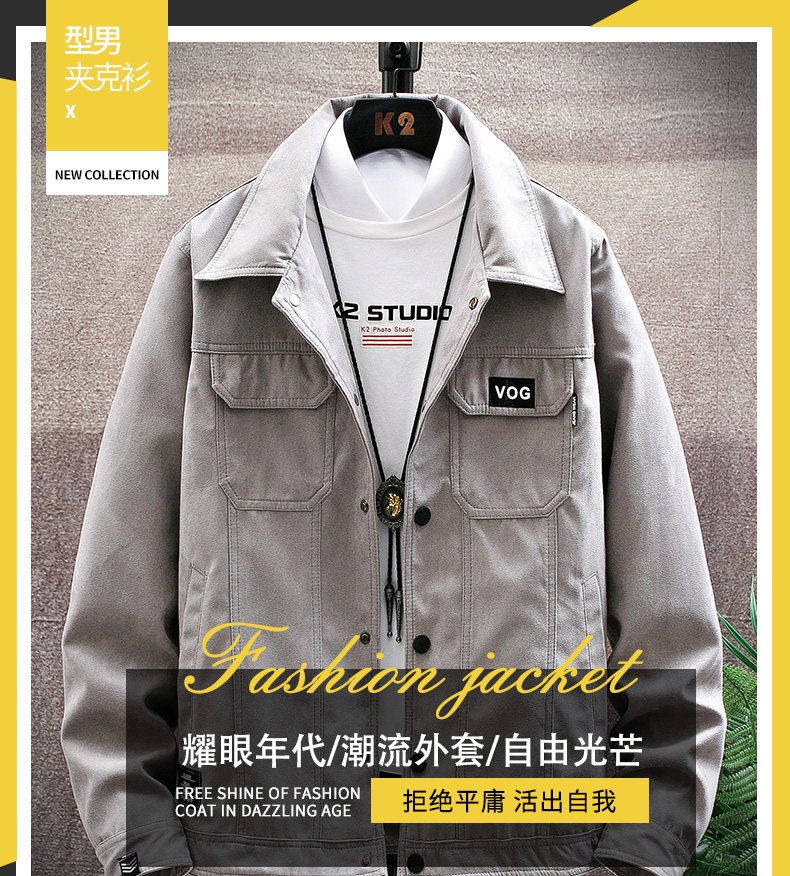 型男
夹克衫
X
NEW COLLECTION
K2
K2 STUDIO
K2 Photo Studio
VOG
Fashion jacket
耀眼年代/潮流外套/自由光芒
FREE SHINE OF FASHION
COAT IN DAZZLING AGE
拒绝平庸 活出自我